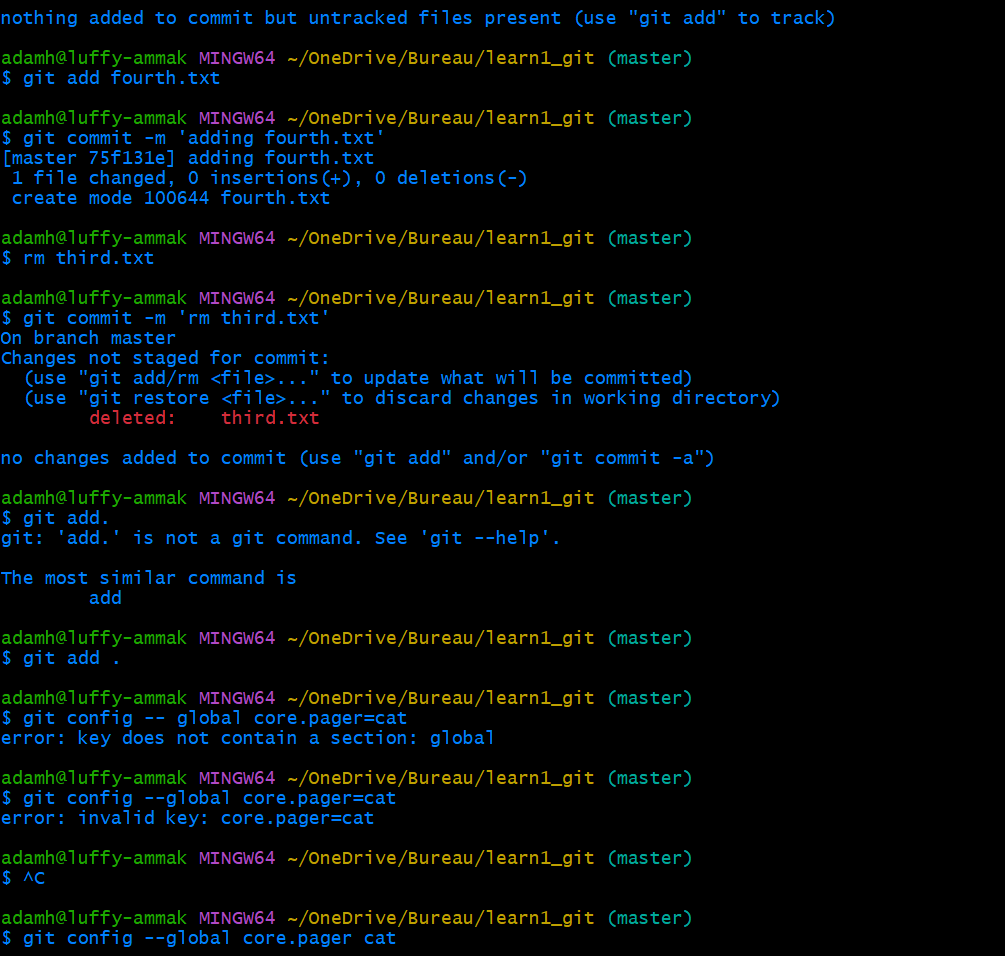 nothing added to commit but untracked files present (use "git add" to track)
adamh@luffy-ammak MINGW64 ~/OneDrive/Bureau/learn1_git (master)
$ git add fourth.txt
adamh@luffy-ammak MINGW64 ~/OneDrive/Bureau/learn1_git (master)
$ git commit -m 'adding fourth.txt'
[master 75f131e] adding fourth.txt
1 file changed, 0 insertions(+), 0 deletions(-)
create mode 100644 fourth.txt
adamh@luffy-ammak MINGW64 ~/OneDrive/Bureau/learn1_git (master)
$ rm third.txt
adamh@luffy-ammak MINGW64 ~/OneDrive/Bureau/learn1_git (master)
$ git commit -m 'rm third.txt'
On branch master
Changes not staged for commit:
(use "git add/rm <file>..." to update what will be committed)
(use "git restore <file>..." to discard changes in working directory)
deleted:    third.txt
no changes added to commit (use "git add" and/or "git commit -a")
adamh@luffy-ammak MINGW64 ~/OneDrive/Bureau/learn1_git (master)
$ git add.
git: 'add.' is not a git command. See 'git --help'.
The most similar command is
add
adamh@luffy-ammak MINGW64 ~/OneDrive/Bureau/learn1_git (master)
$ git add .
adamh@luffy-ammak MINGW64 ~/OneDrive/Bureau/learn1_git (master)
$ git config -- global core.pager=cat
error: key does not contain a section: global
adamh@luffy-ammak MINGW64 ~/OneDrive/Bureau/learn1_git (master)
$ git config --global core.pager=cat
error: invalid key: core.pager=cat
adamh@luffy-ammak MINGW64 ~/OneDrive/Bureau/learn1_git (master)
$ ^C
adamh@luffy-ammak MINGW64 ~/OneDrive/Bureau/learn1_git (master)
$ git config --global core.pager cat